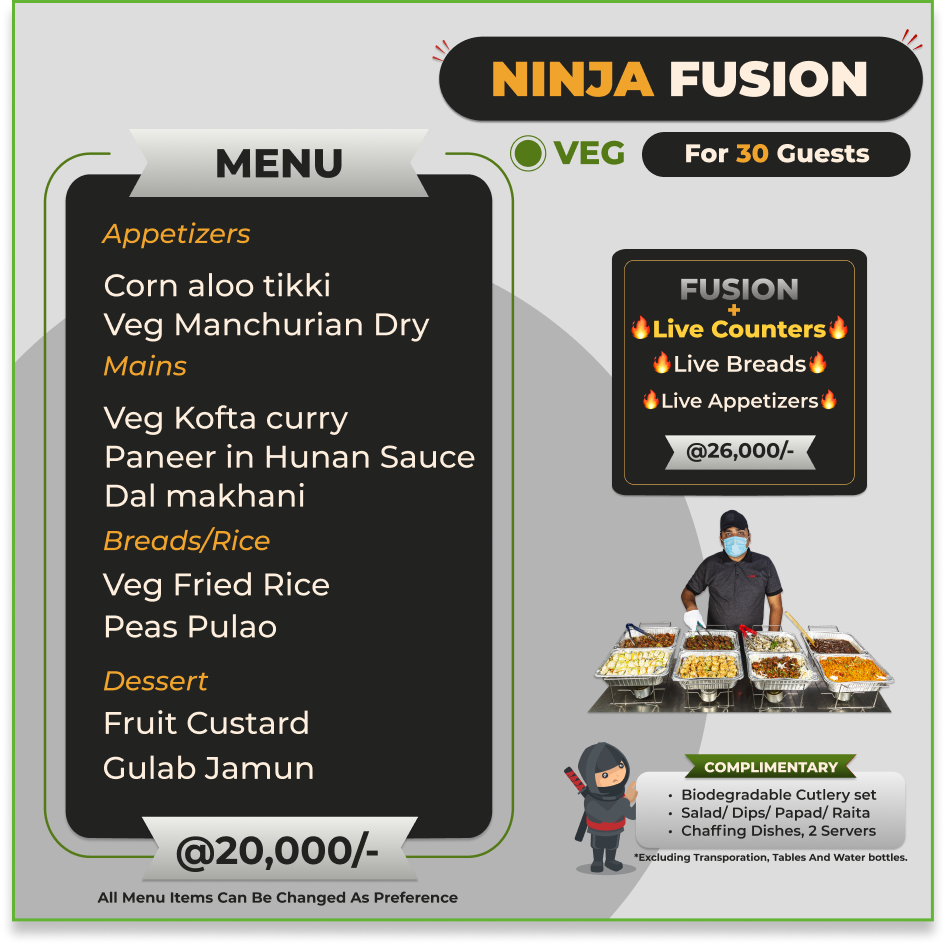 NINJA FUSION
VEG
For 30 Guests
MENU
Appetizers
Corn aloo tikki
Veg Manchurian Dry
Mains
Veg Kofta curry
Paneer in Hunan Sauce
Dal makhani
Breads/Rice
Veg Fried Rice
Peas Pulao
Dessert
Fruit Custard
Gulab Jamun
@20,000/-
All Menu Items Can Be Changed As Preference
FUSION
+
🔥Live Counters🔥
🔥Live Breads🔥
🔥Live Appetizers🔥
@26,000/-
COMPLIMENTARY
• Biodegradable Cutlery set
• Salad/ Dips/ Papad/ Raita
• Chaffing Dishes, 2 Servers
*Excluding Transporation, Tables And Water bottles.